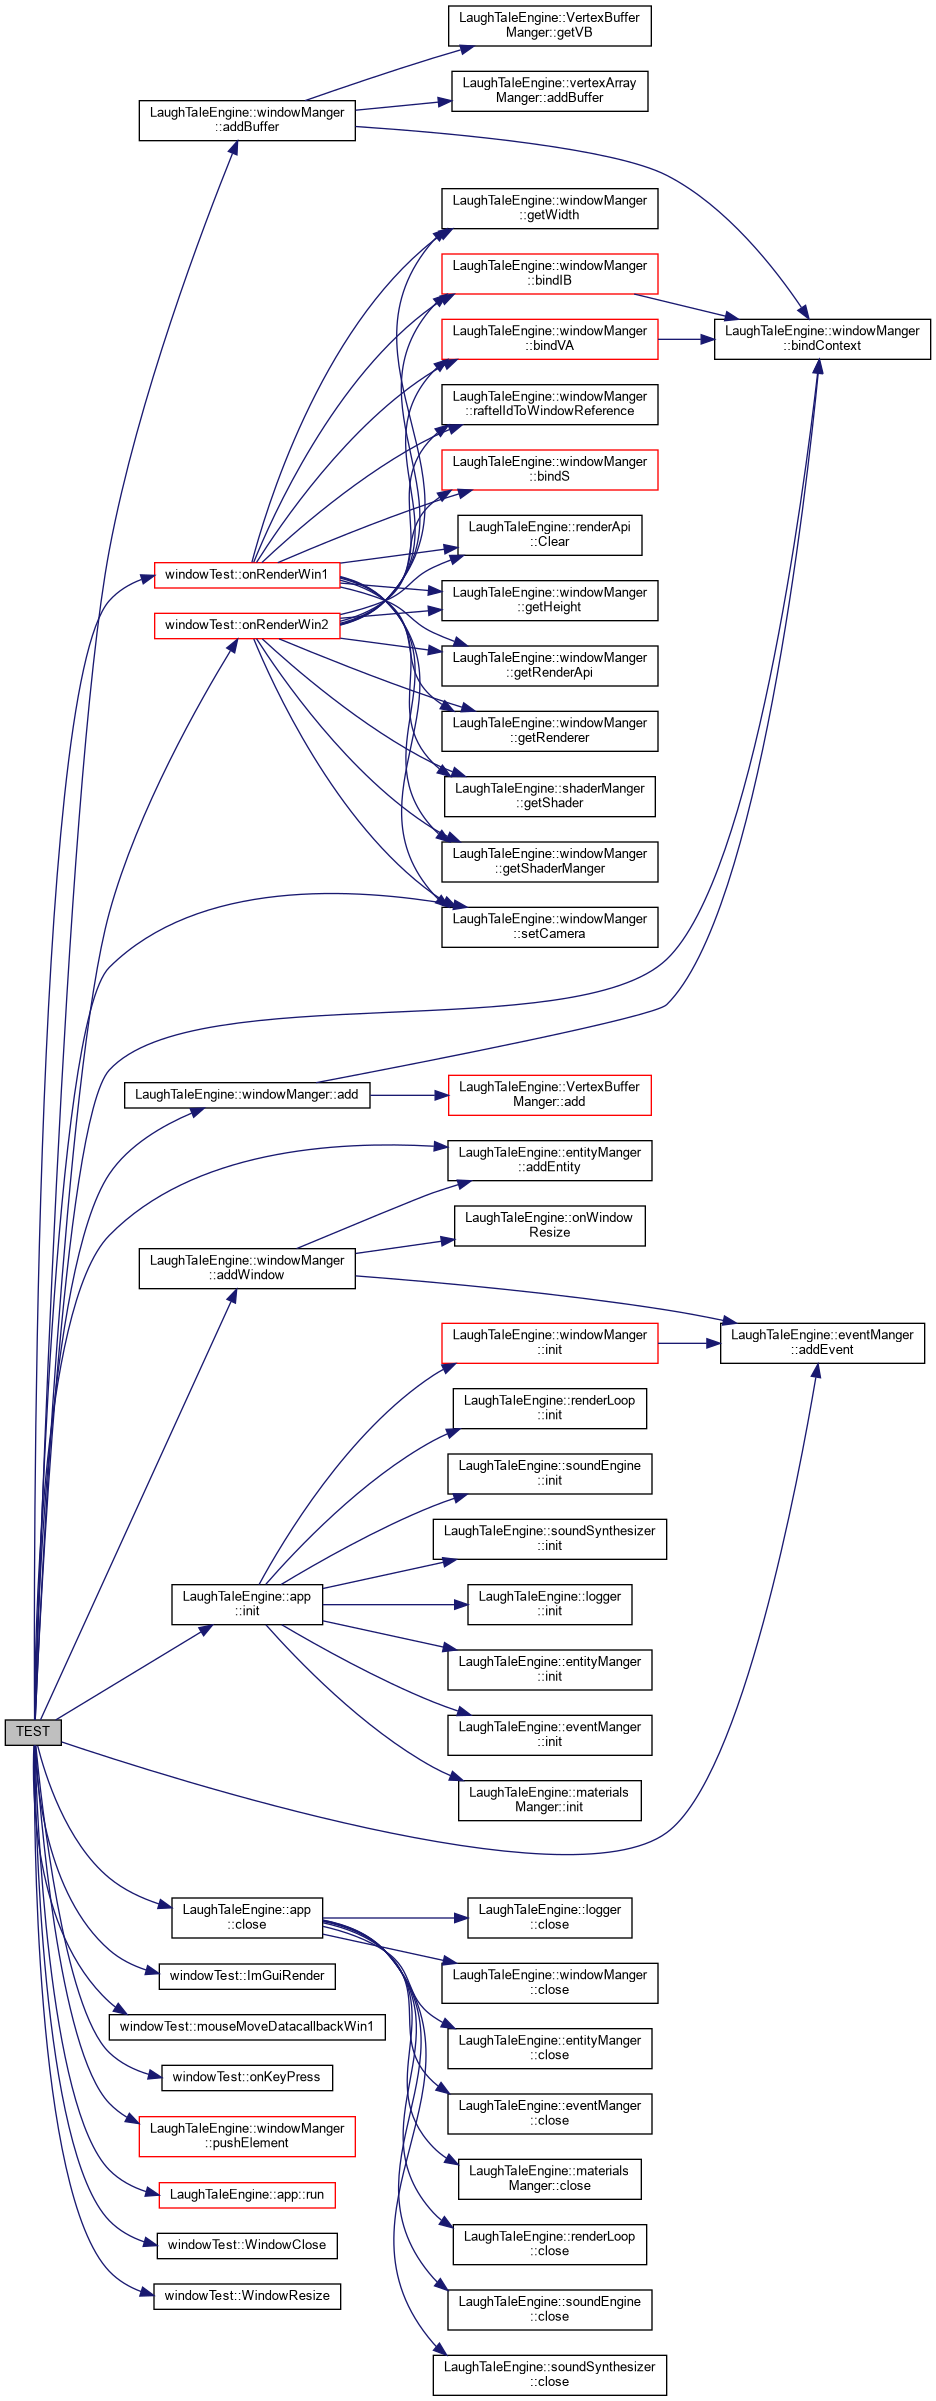 LaughTaleEngine::VertexBuffer
Manger::getVB
LaughTaleEngine::vertexArray
Manger::addBuffer
LaughTaleEngine::windowManger
::addBuffer
LaughTaleEngine::windowManger
::getWidth
LaughTaleEngine::windowManger
::bindIB
LaughTaleEngine::windowManger
::bindVA
LaughTaleEngine::windowManger
::bindContext
LaughTaleEngine::windowManger
::raftelIdToWindowReference
LaughTaleEngine::windowManger
::bindS
LaughTaleEngine::renderApi
::Clear
windowTest::onRenderWin1
LaughTaleEngine::windowManger
::getHeight
windowTest::onRenderWin2
LaughTaleEngine::windowManger
::getRenderApi
LaughTaleEngine::windowManger
::getRenderer
LaughTaleEngine::shaderManger
::getShader
LaughTaleEngine::windowManger
::getShaderManger
LaughTaleEngine::windowManger
::setCamera
LaughTaleEngine::windowManger::add
LaughTaleEngine::VertexBuffer
Manger::add
LaughTaleEngine::entityManger
::addEntity
LaughTaleEngine::onWindow
Resize
LaughTaleEngine::windowManger
::addWindow
LaughTaleEngine::windowManger
::init
LaughTaleEngine::eventManger
::addEvent
LaughTaleEngine::renderLoop
::init
LaughTaleEngine::soundEngine
::init
LaughTaleEngine::soundSynthesizer
::init
LaughTaleEngine::app
::init
LaughTaleEngine::logger
::init
LaughTaleEngine::entityManger
::init
TEST
LaughTaleEngine::eventManger
::init
LaughTaleEngine::materials
Manger::init
LaughTaleEngine::app
::close
LaughTaleEngine::logger
::close
windowTest::ImGuiRender
LaughTaleEngine::windowManger
::close
windowTest::mouseMoveDatacallbackWin1
LaughTaleEngine::entityManger
::close
windowTest::onKeyPress
LaughTaleEngine::eventManger
::close
LaughTaleEngine::windowManger
::pushElement
LaughTaleEngine::materials
Manger::close
LaughTaleEngine::app::run
LaughTaleEngine::renderLoop
::close
windowTest::WindowClose
windowTest::WindowResize
LaughTaleEngine::soundEngine
::close
LaughTaleEngine::soundSynthesizer
::close